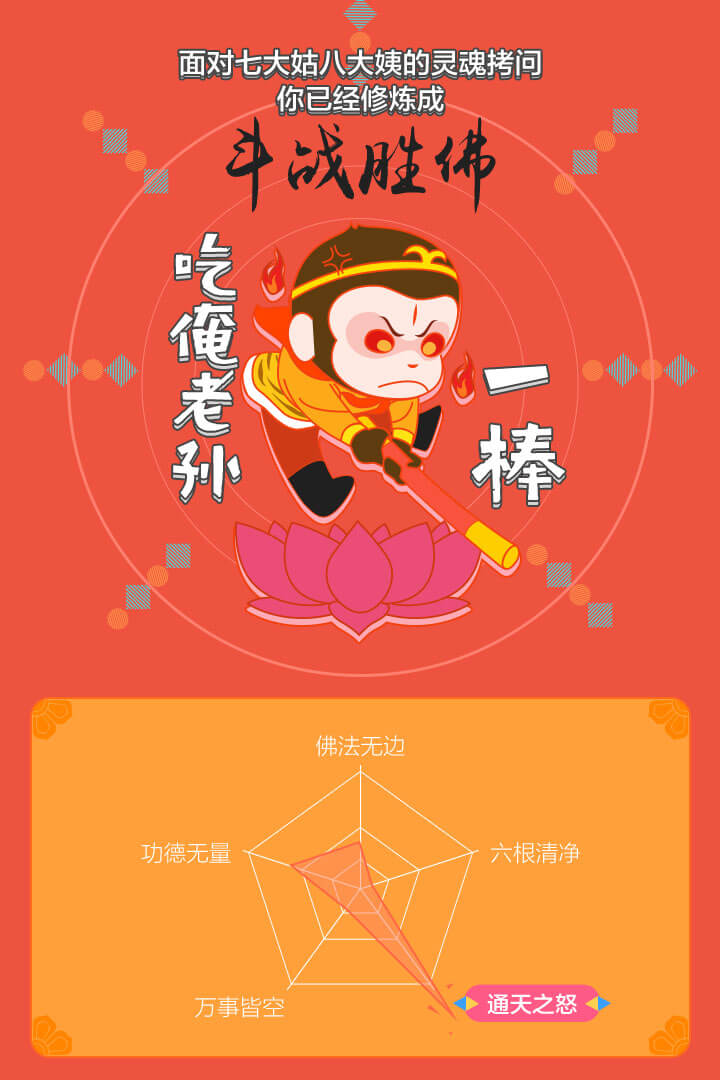 面对七大姑八大姨的灵魂拷问
你已经修炼成
斗战胜佛
吃俺老孙
一棒
佛法无边
功德无量
六根清净
万事皆空
通天之怒